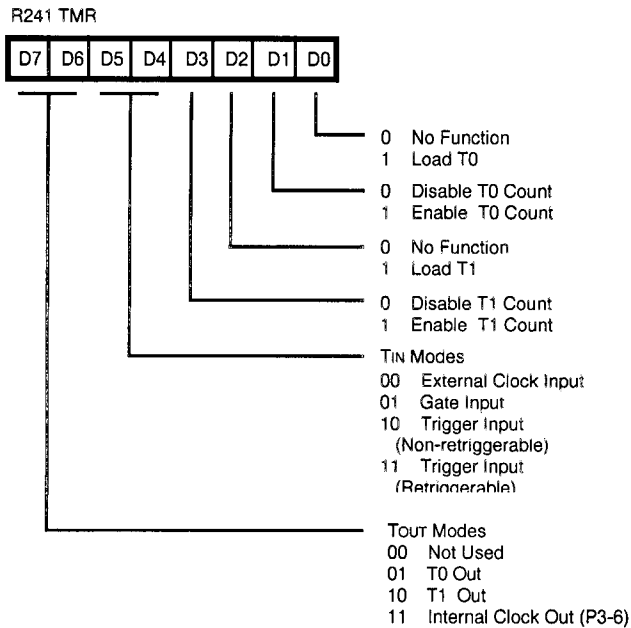 R241 TMR
D7 D6 D5 D4 D3 D2 D1 D0
0 No Function
1 Load T0
0 Disable T0 Count
1 Enable T0 Count
0 No Function
1 Load T1
0 Disable T1 Count
1 Enable T1 Count
TIN Modes
00 External Clock Input
01 Gate Input
10 Trigger Input
(Non-retriggerable)
11 Trigger Input
(Retriggerable)
TOUT Modes
00 Not Used
01 T0 Out
10 T1 Out
11 Internal Clock Out (P3-6)